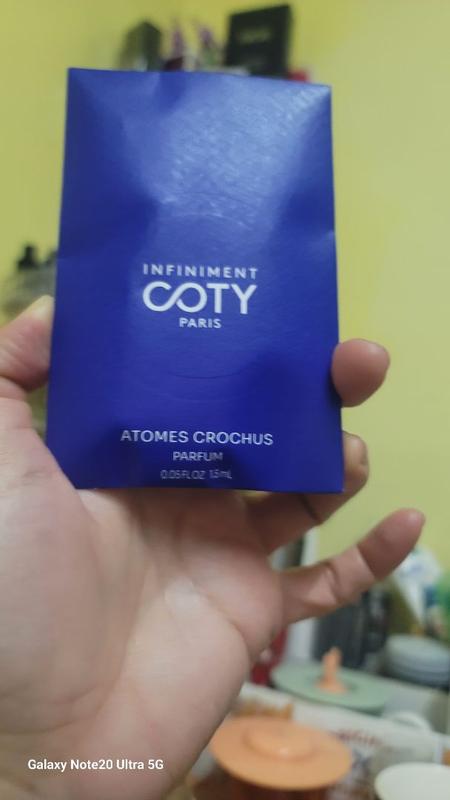 INFINIMENT
COTY
PARIS
ATOMES CROCHUS
PARFUM
0.05 FL OZ 1.5 mL
Galaxy Note20 Ultra 5G